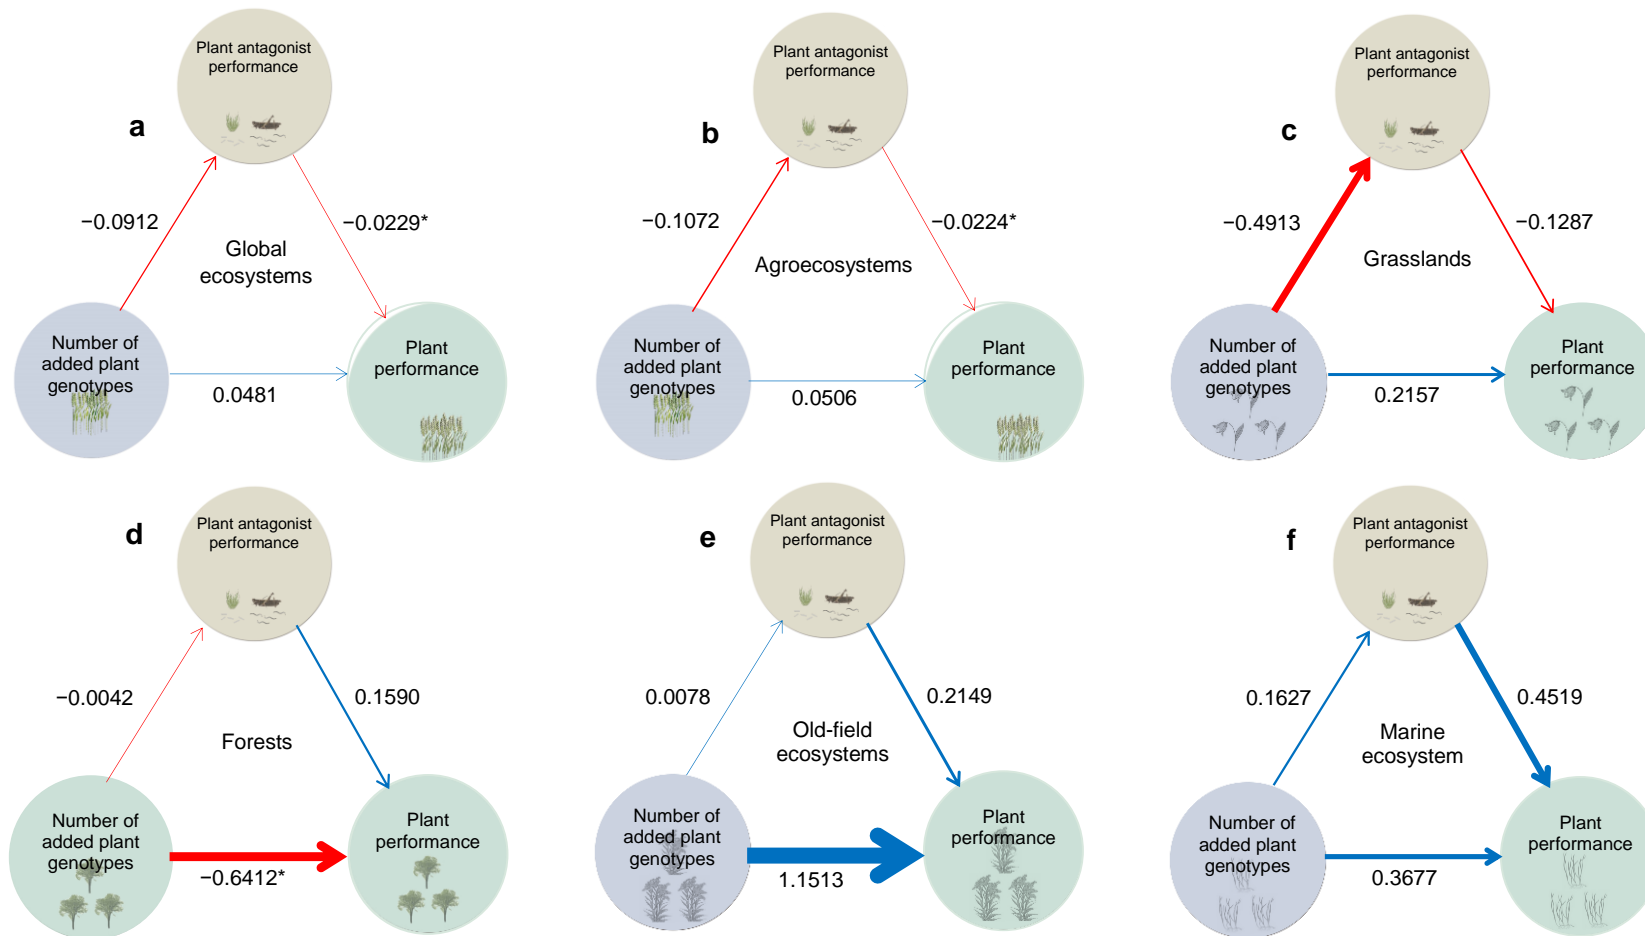 a
Plant antagonist
performance
−0.0912
−0.0229*
Global
ecosystems
Number of
added plant
genotypes
Plant
performance
0.0481
b
Plant antagonist
performance
−0.1072
−0.0224*
Agroecosystems
Number of
added plant
genotypes
Plant
performance
0.0506
c
Plant antagonist
performance
−0.4913
−0.1287
Grasslands
Number of
added plant
genotypes
Plant
performance
0.2157
d
Plant antagonist
performance
−0.0042
0.1590
Forests
Number of
added plant
genotypes
Plant
performance
−0.6412*
e
Plant antagonist
performance
0.0078
0.2149
Old-field
ecosystems
Number of
added plant
genotypes
Plant
performance
1.1513
f
Plant antagonist
performance
0.1627
0.4519
Marine
ecosystem
Number of
added plant
genotypes
Plant
performance
0.3677